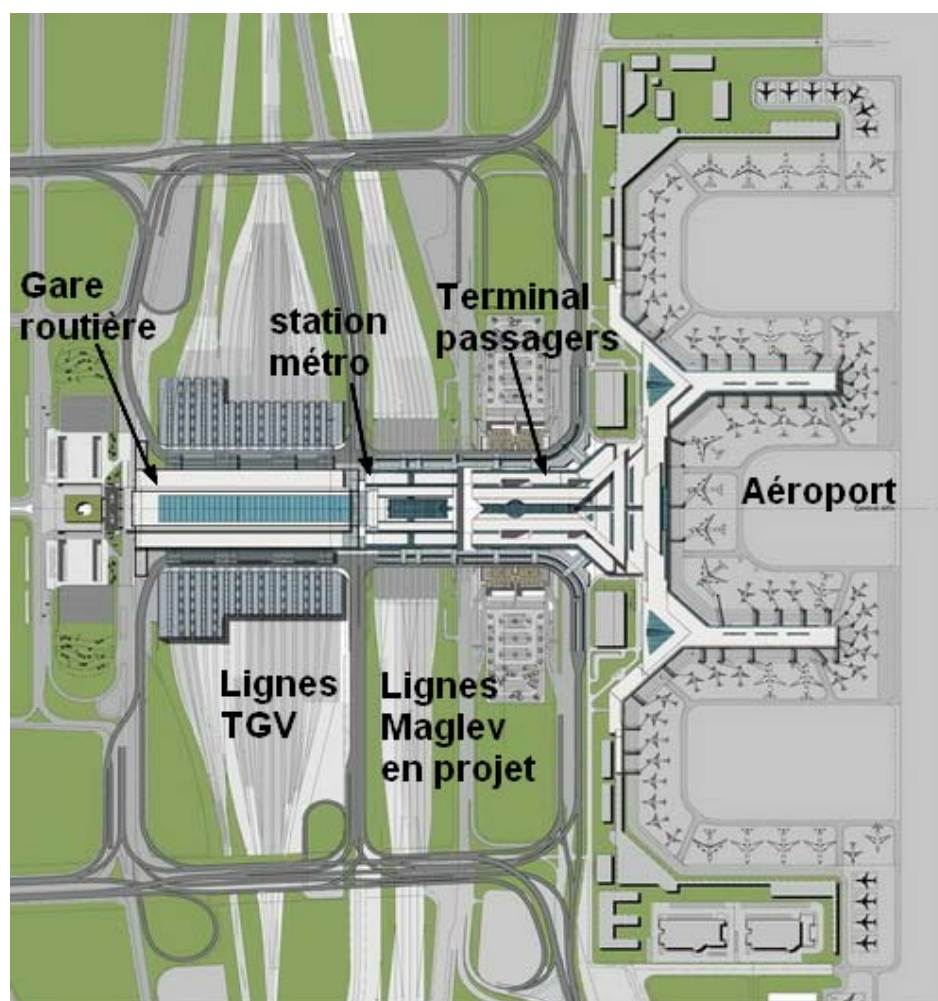 Gare
routière
station
métro
Terminal
passagers
Aéroport
Lignes
TGV
Lignes
Maglev
en projet